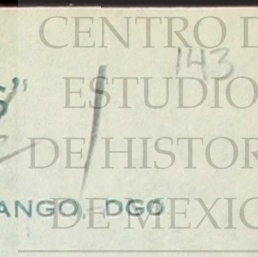 CENTRO D
143
S"
ESTUDIO
DE HISTOR
ANGO, DGO
DE MEXIC